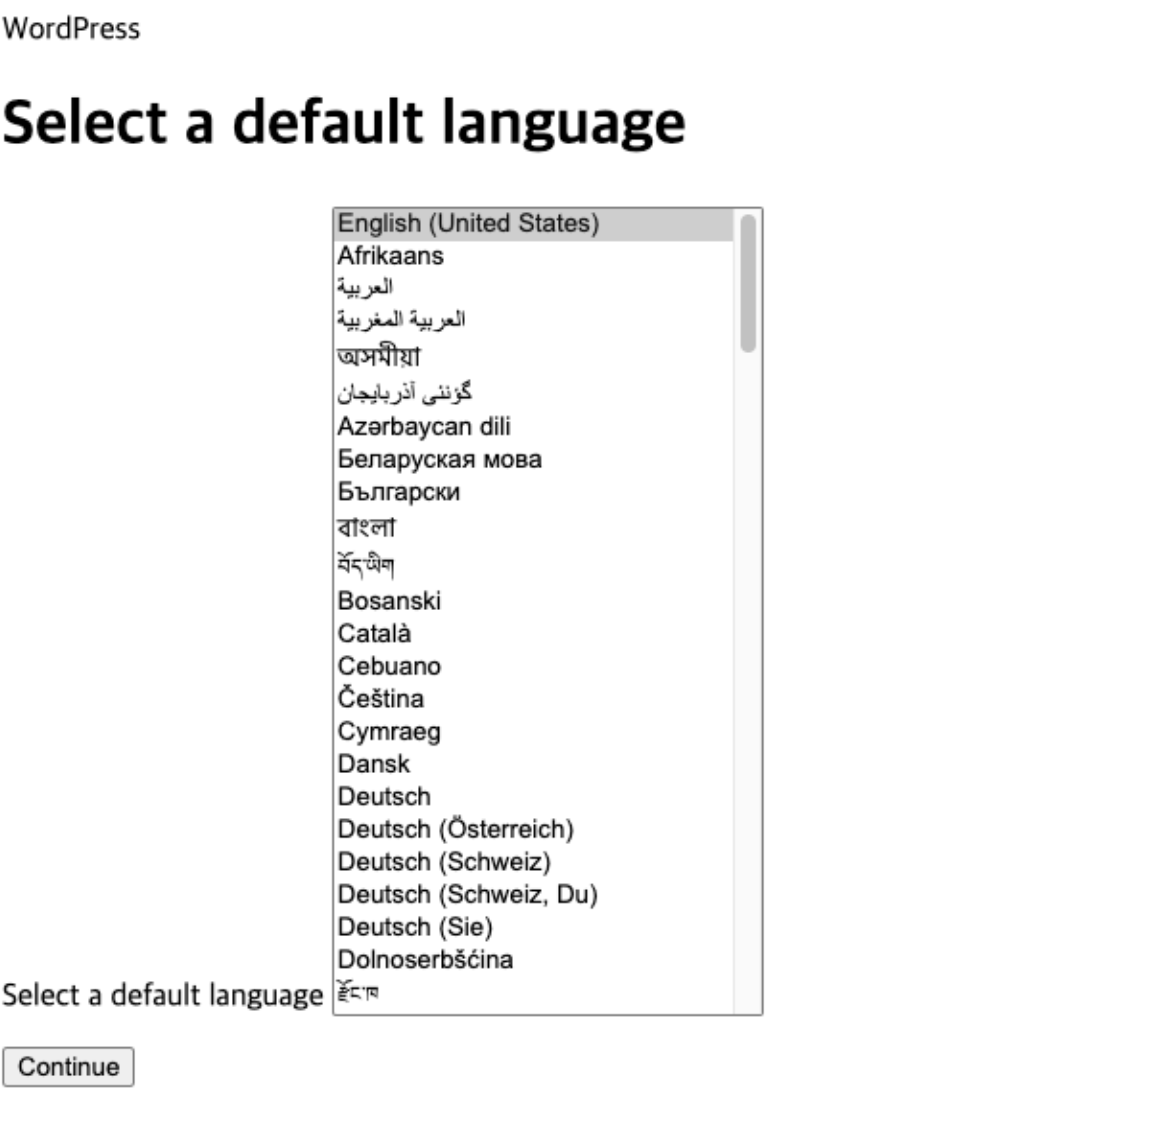 WordPress
Select a default language
English (United States)
Afrikaans
العربية
العربية المغربية
অসমীয়া
گؤنئی آذربایجان
Azərbaycan dili
Беларуская мова
Български
বাংলা
བོད་ཡིག
Bosanski
Català
Cebuano
Čeština
Cymraeg
Dansk
Deutsch
Deutsch (Österreich)
Deutsch (Schweiz)
Deutsch (Schweiz, Du)
Deutsch (Sie)
Dolnoserbšćina
Select a default language རྫོང་ཁ
Continue